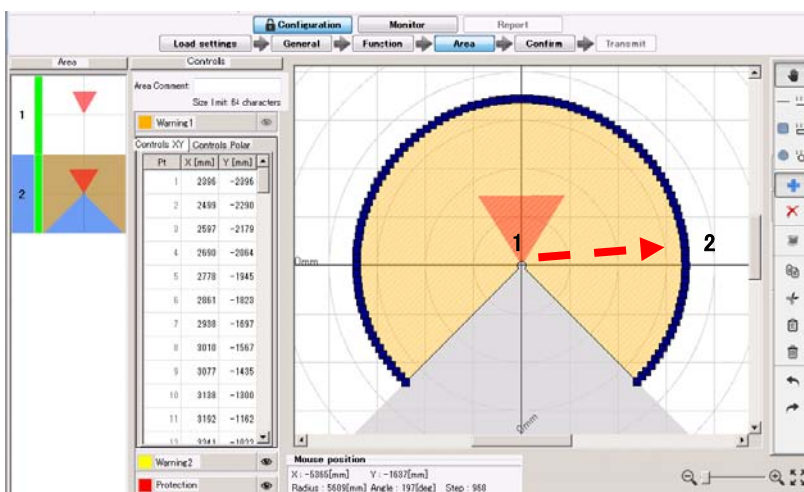 Configuration Monitor Report
Load settings General Function Area Confirm Transmit
Area
Controls
Area Comment
Size limit: 64 characters
Warning1
Controls XY Controls Polar
Pt X [mm] Y [mm]
1 2396 -2396
2 2499 -2290
3 2597 -2179
4 2690 -2064
5 2778 -1945
6 2861 -1823
7 2938 -1697
8 3010 -1567
9 3077 -1435
10 3138 -1300
11 3192 -1162
Warning2
Protection
1
2
0mm
1
2
0mm
Mouse position
X : -5365[mm] Y : -1637[mm]
Radius : 5609[mm] Angle : 197[deg] Step : 968